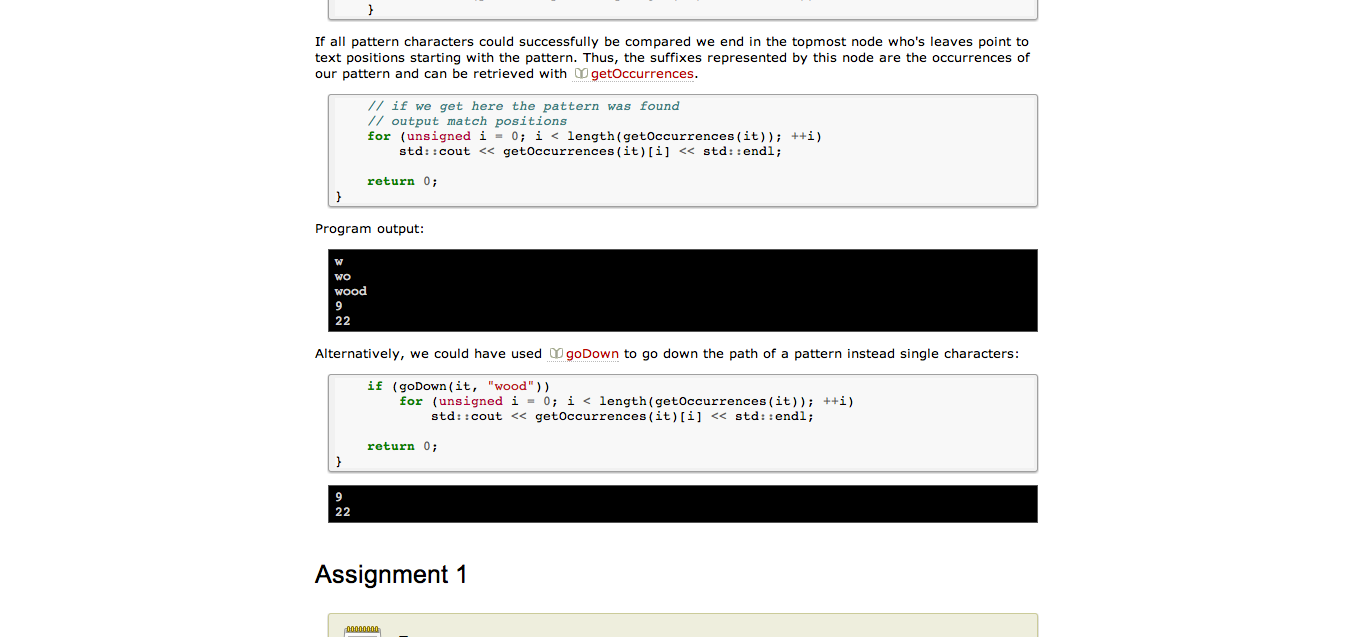 }
If all pattern characters could successfully be compared we end in the topmost node who's leaves point to
text positions starting with the pattern. Thus, the suffixes represented by this node are the occurrences of
our pattern and can be retrieved with getOccurrences.
// if we get here the pattern was found
// output match positions
for (unsigned i = 0; i < length(getOccurrences(it)); ++i)
std::cout << getOccurrences(it)[i] << std::endl;
return 0;
}
Program output:
w
wo
wood
9
22
Alternatively, we could have used goDown to go down the path of a pattern instead single characters:
if (goDown(it, "wood"))
for (unsigned i = 0; i < length(getOccurrences(it)); ++i)
std::cout << getOccurrences(it)[i] << std::endl;
return 0;
}
9
22
Assignment 1